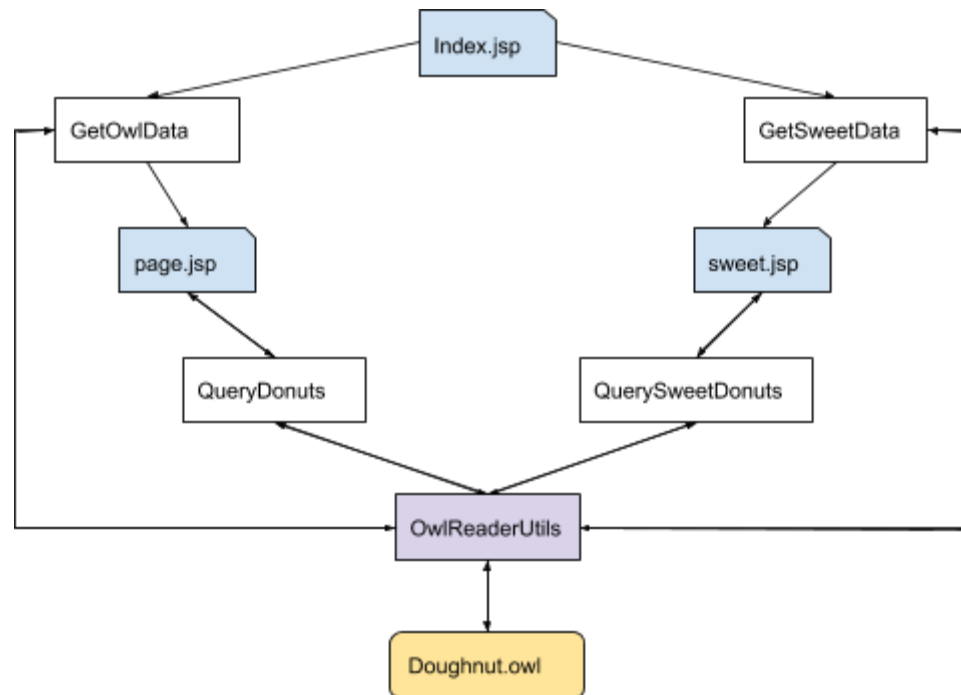 Index.jsp
GetOwlData
GetSweetData
page.jsp
sweet.jsp
QueryDonuts
QuerySweetDonuts
OwlReaderUtils
Doughnut.owl